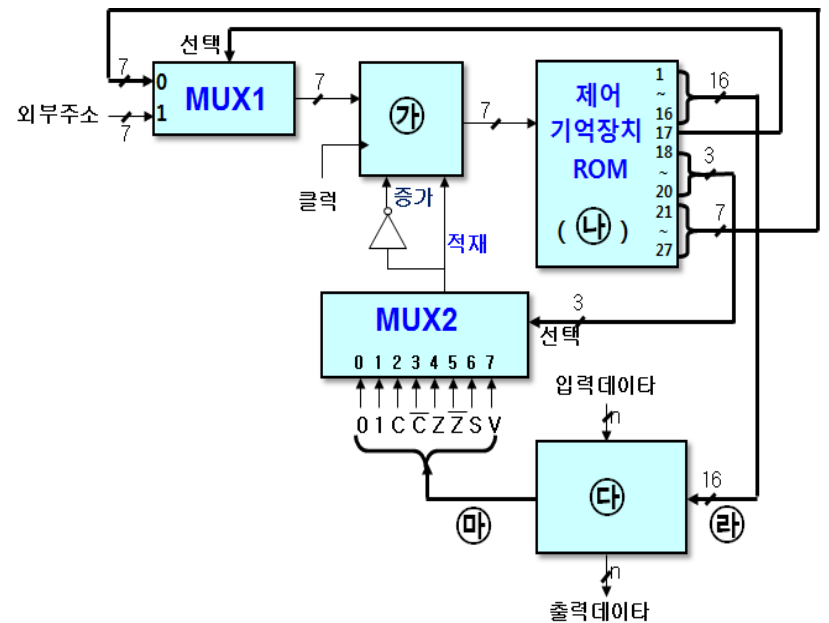 선택
7
0
MUX1
외부주소
7
1
7
㉮
클럭
증가
적재
7
제어
기억장치
ROM
( ㉯ )
1
~
16
17
18
~
20
21
~
27
16
3
7
MUX2
3
선택
0 1 2 3 4 5 6 7
0 1 C C̅ Z Z̅ S V
입력데이타
n
㉰
16
㉱
㉲
n
출력데이타